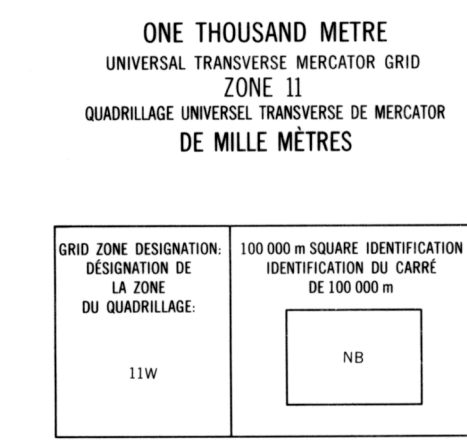 ONE THOUSAND METRE
UNIVERSAL TRANSVERSE MERCATOR GRID
ZONE 11
QUADRILLAGE UNIVERSEL TRANSVERSE DE MERCATOR
DE MILLE MÈTRES
GRID ZONE DESIGNATION:
DÉSIGNATION DE
LA ZONE
DU QUADRILLAGE:
11W
100 000 m SQUARE IDENTIFICATION
IDENTIFICATION DU CARRÉ
DE 100 000 m
NB